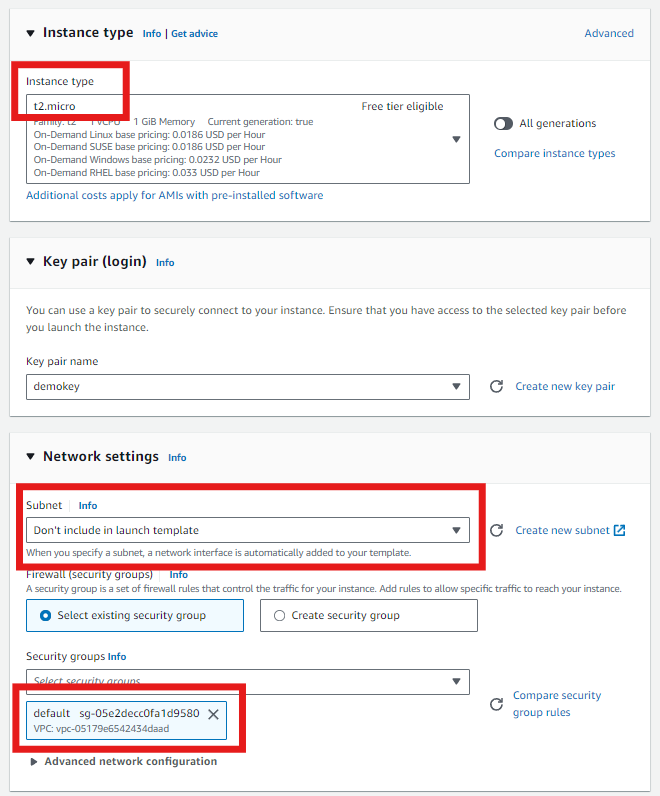 Instance type Info | Get advice Advanced
Instance type
t2.micro Free tier eligible
Family: t2 1 vCPU 1 GiB Memory Current generation: true
On-Demand Linux base pricing: 0.0186 USD per Hour
On-Demand SUSE base pricing: 0.0186 USD per Hour
On-Demand Windows base pricing: 0.0232 USD per Hour
On-Demand RHEL base pricing: 0.033 USD per Hour
All generations
Compare instance types
Additional costs apply for AMIs with pre-installed software
Key pair (login) Info
You can use a key pair to securely connect to your instance. Ensure that you have access to the selected key pair before
you launch the instance.
Key pair name
demokey
Create new key pair
Network settings Info
Subnet Info
Don't include in launch template
Create new subnet
When you specify a subnet, a network interface is automatically added to your template.
Firewall (security groups) Info
A security group is a set of firewall rules that control the traffic for your instance. Add rules to allow specific traffic to reach your instance.
Select existing security group
Create security group
Security groups Info
Select security groups
default sg-05e2decc0fa1d9580
VPC: vpc-05179e6542434daad
Compare security
group rules
Advanced network configuration